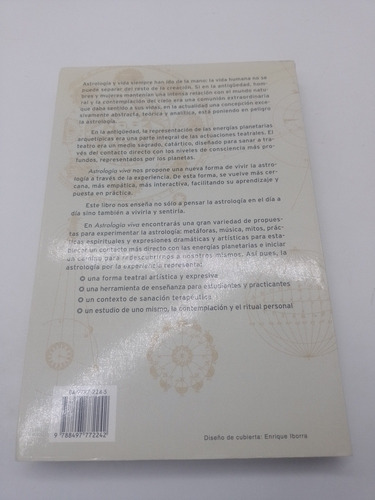 Astrología y vida siempre han ido de la mano: la vida humana no se
puede separar del resto de la creación. Si en la antigüedad, hom-
bres y mujeres mantenían una íntima relación con el mundo natu-
ral y la contemplación del cielo era una comunión extraordinaria
que daba sentido a sus vidas, en la actualidad una concepción exce-
sivamente abstracta, teórica y analítica, está poniendo en peligro
la astrología.
En la antigüedad, la representación de las energías planetarias
arquetípicas era una parte integral de las actuaciones teatrales. El
teatro era un medio sagrado, catártico, diseñado para sanar a tra-
vés del contacto directo con los niveles de consciencia más pro-
fundos, representados por los planetas.
Astrología viva nos propone una nueva forma de vivir la astro-
logía a través de la experiencia. De esta forma, se vuelve más cer-
cana, más empática, más interactiva, facilitando su aprendizaje y
puesta en práctica.
Este libro nos enseña no sólo a pensar la astrología en el día a
día sino también a vivirla y sentirla.
En Astrología viva encontrarás una gran variedad de propues-
tas para experimentar la astrología: metáforas, música, mitos, prác-
ticas espirituales y expresiones dramáticas y artísticas para esta-
blecer un contacto más directo con las energías planetarias e iniciar
un camino para redescubrirnos a nosotros mismos. Así pues, la
astrología por la experiencia representa:
una forma teatral artística y expresiva
una herramienta de enseñanza para estudiantes y practicantes
un contexto de sanación terapéutica
un estudio de uno mismo, la contemplación y el ritual personal
9 788497 772242
Diseño de cubierta: Enrique Iborra